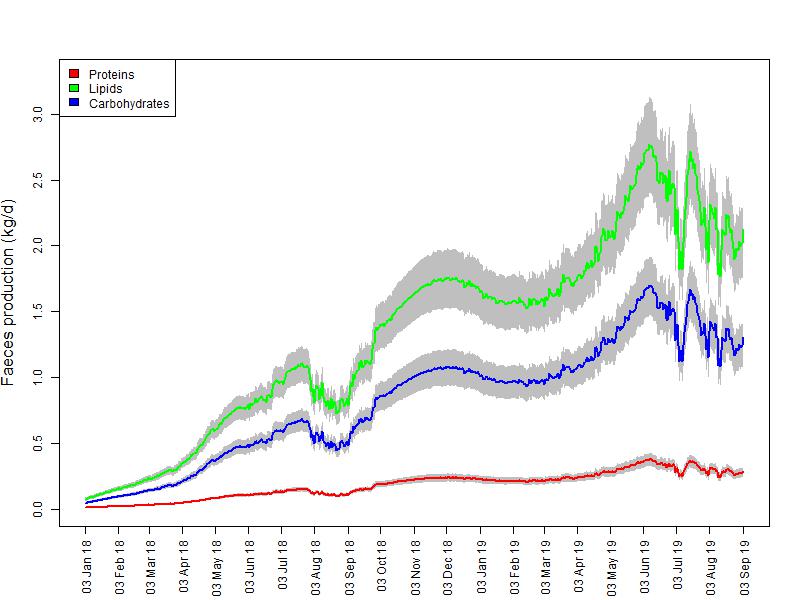 Proteins
Lipids
Carbohydrates
Faeces production (kg/d)
3.0
2.5
2.0
1.5
1.0
0.5
0.0
03 Jan 18
03 Feb 18
03 Mar 18
03 Apr 18
03 May 18
03 Jun 18
03 Jul 18
03 Aug 18
03 Sep 18
03 Oct 18
03 Nov 18
03 Dec 18
03 Jan 19
03 Feb 19
03 Mar 19
03 Apr 19
03 May 19
03 Jun 19
03 Jul 19
03 Aug 19
03 Sep 19